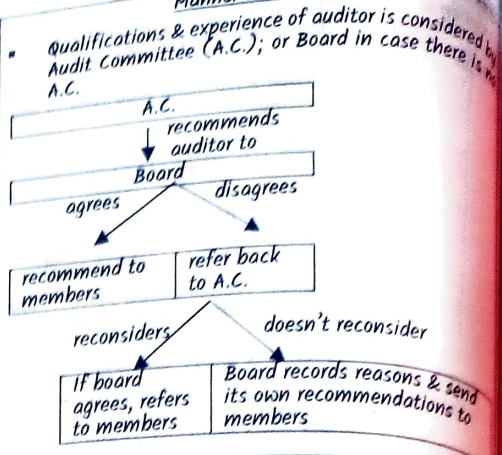 Qualifications & experience of auditor is considered by
Audit Committee (A.C.); or Board in case there is no
A.C.
A.C.
recommends
auditor to
Board
agrees
disagrees
recommend to
members
refer back
to A.C.
reconsiders
doesn't reconsider
If board
agrees, refers
to members
Board records reasons & send
its own recommendations to
members